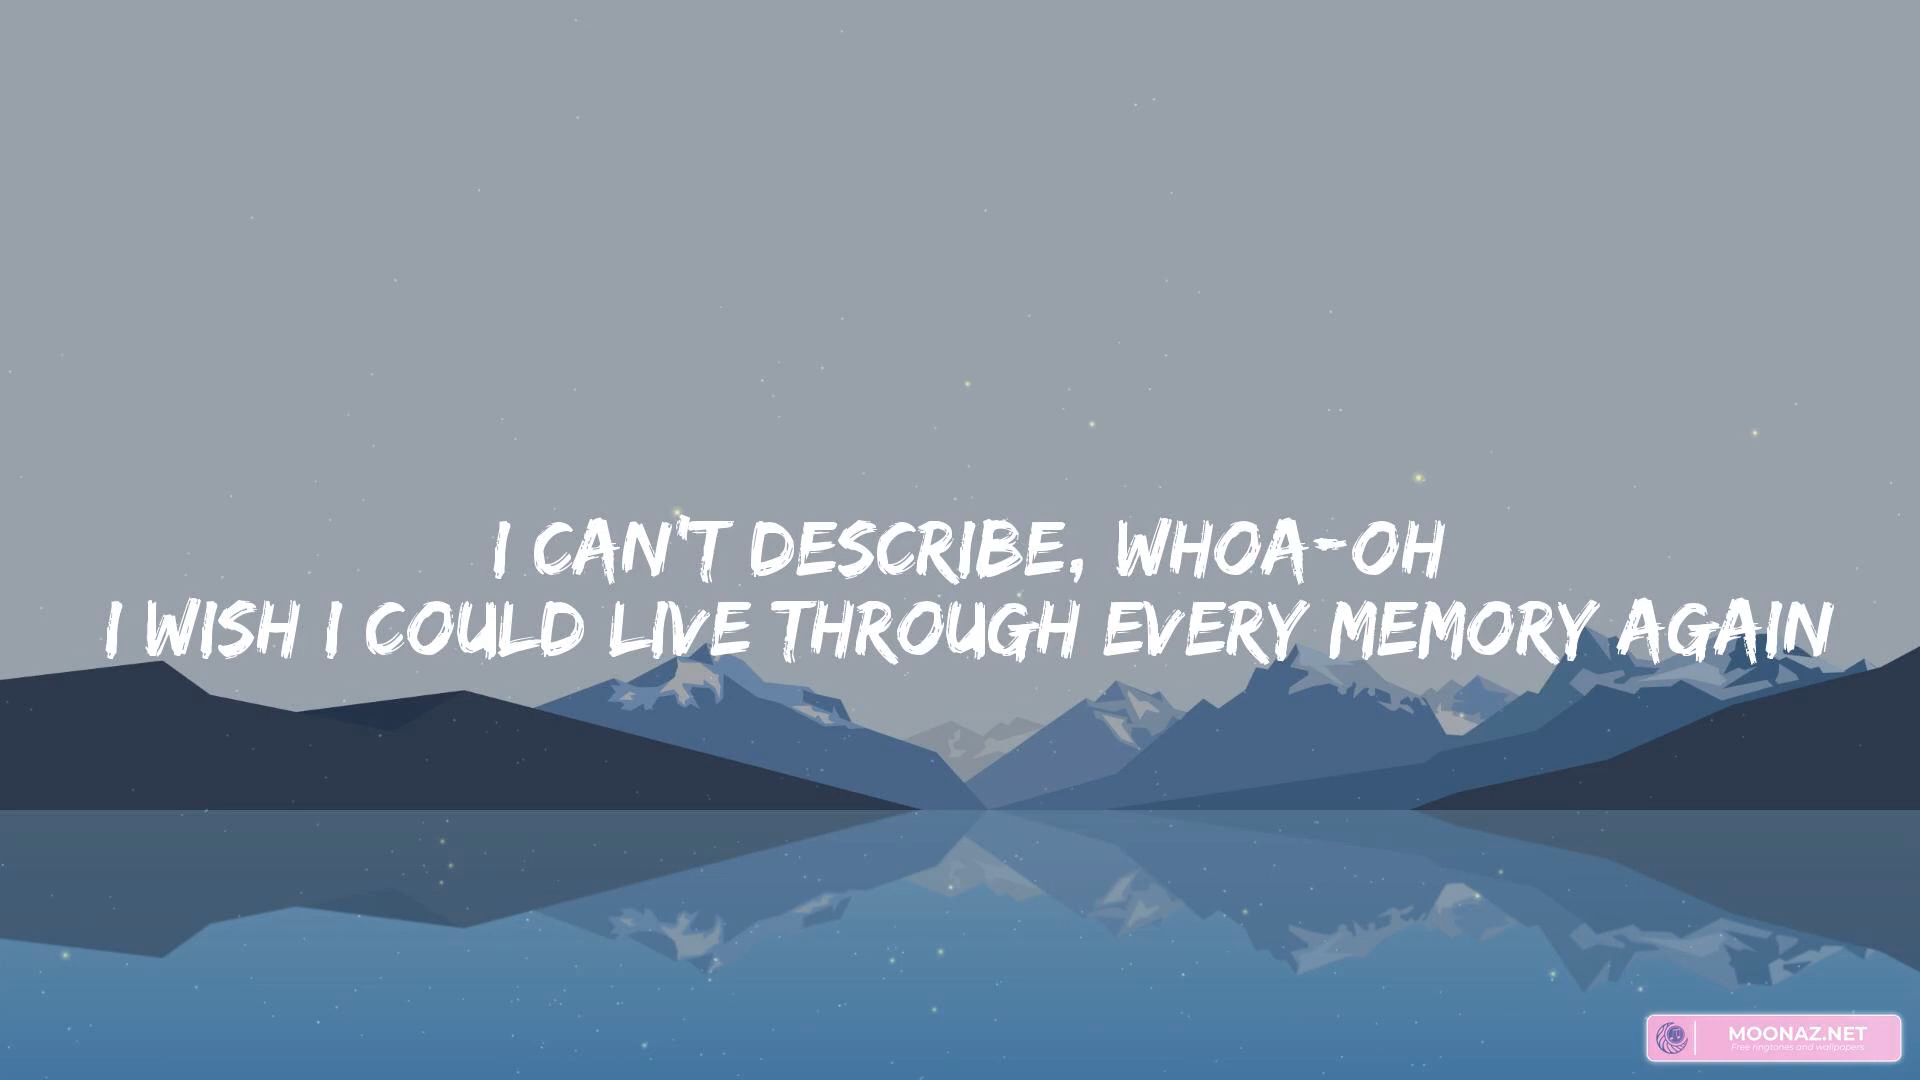 I CAN'T DESCRIBE, WHOA-OH
I WISH I COULD LIVE THROUGH EVERY MEMORY AGAIN
MOONAZ.NET
Free ringtones and wallpapers